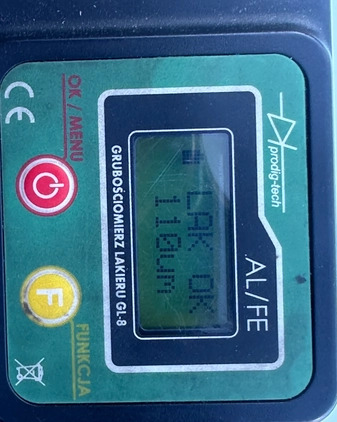 prodig-tech
AL/FE
LAK OK
110um
GRUBOŚCIOMIERZ LAKIERU GL-8
OK / MENU
F
FUNKCJA
CE